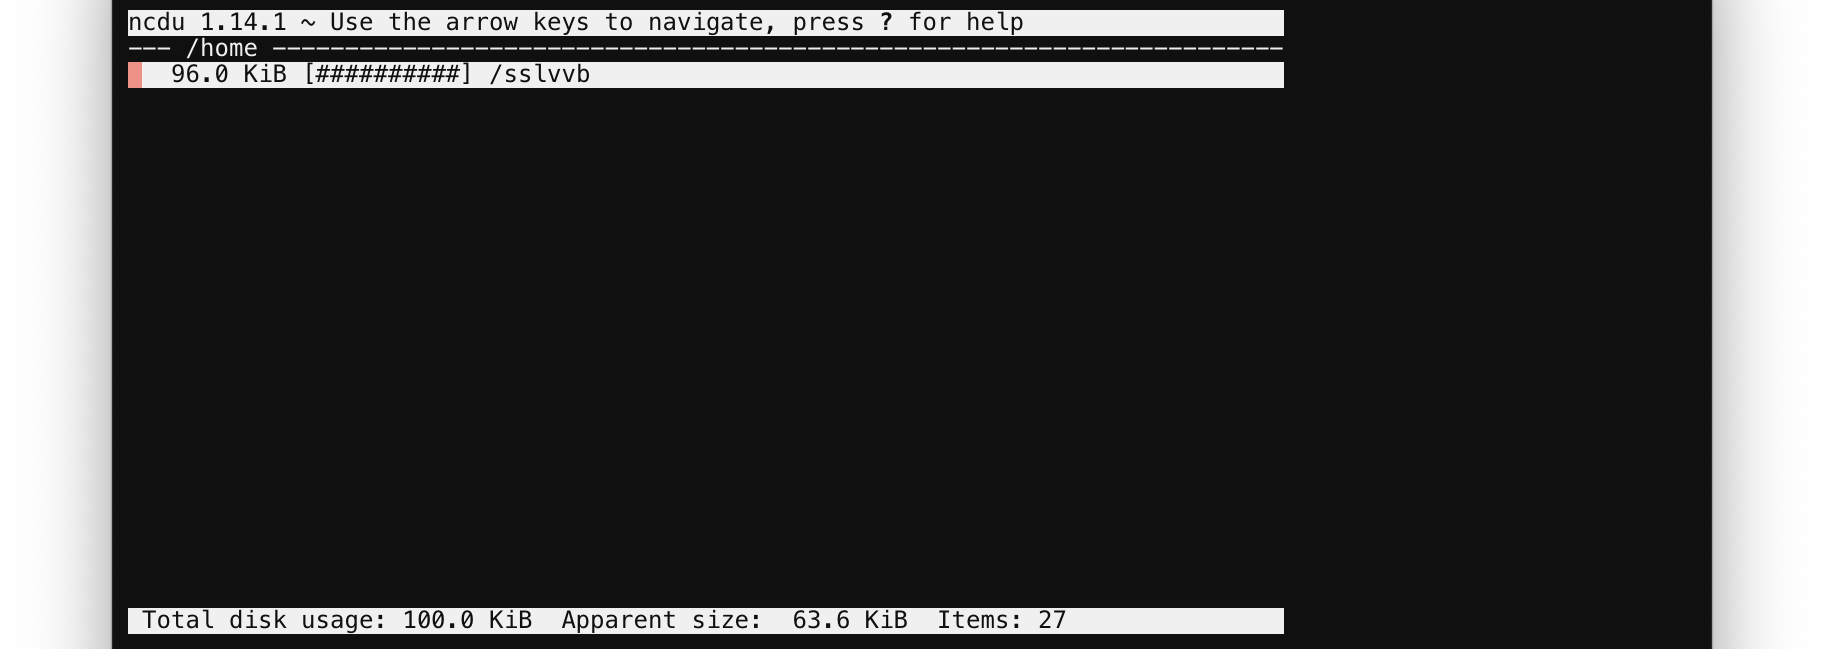 ncdu 1.14.1 ~ Use the arrow keys to navigate, press ? for help
--- /home ----------------------------------------------------------------------
96.0 KiB [##########] /sslvvb
Total disk usage: 100.0 KiB  Apparent size:  63.6 KiB  Items: 27